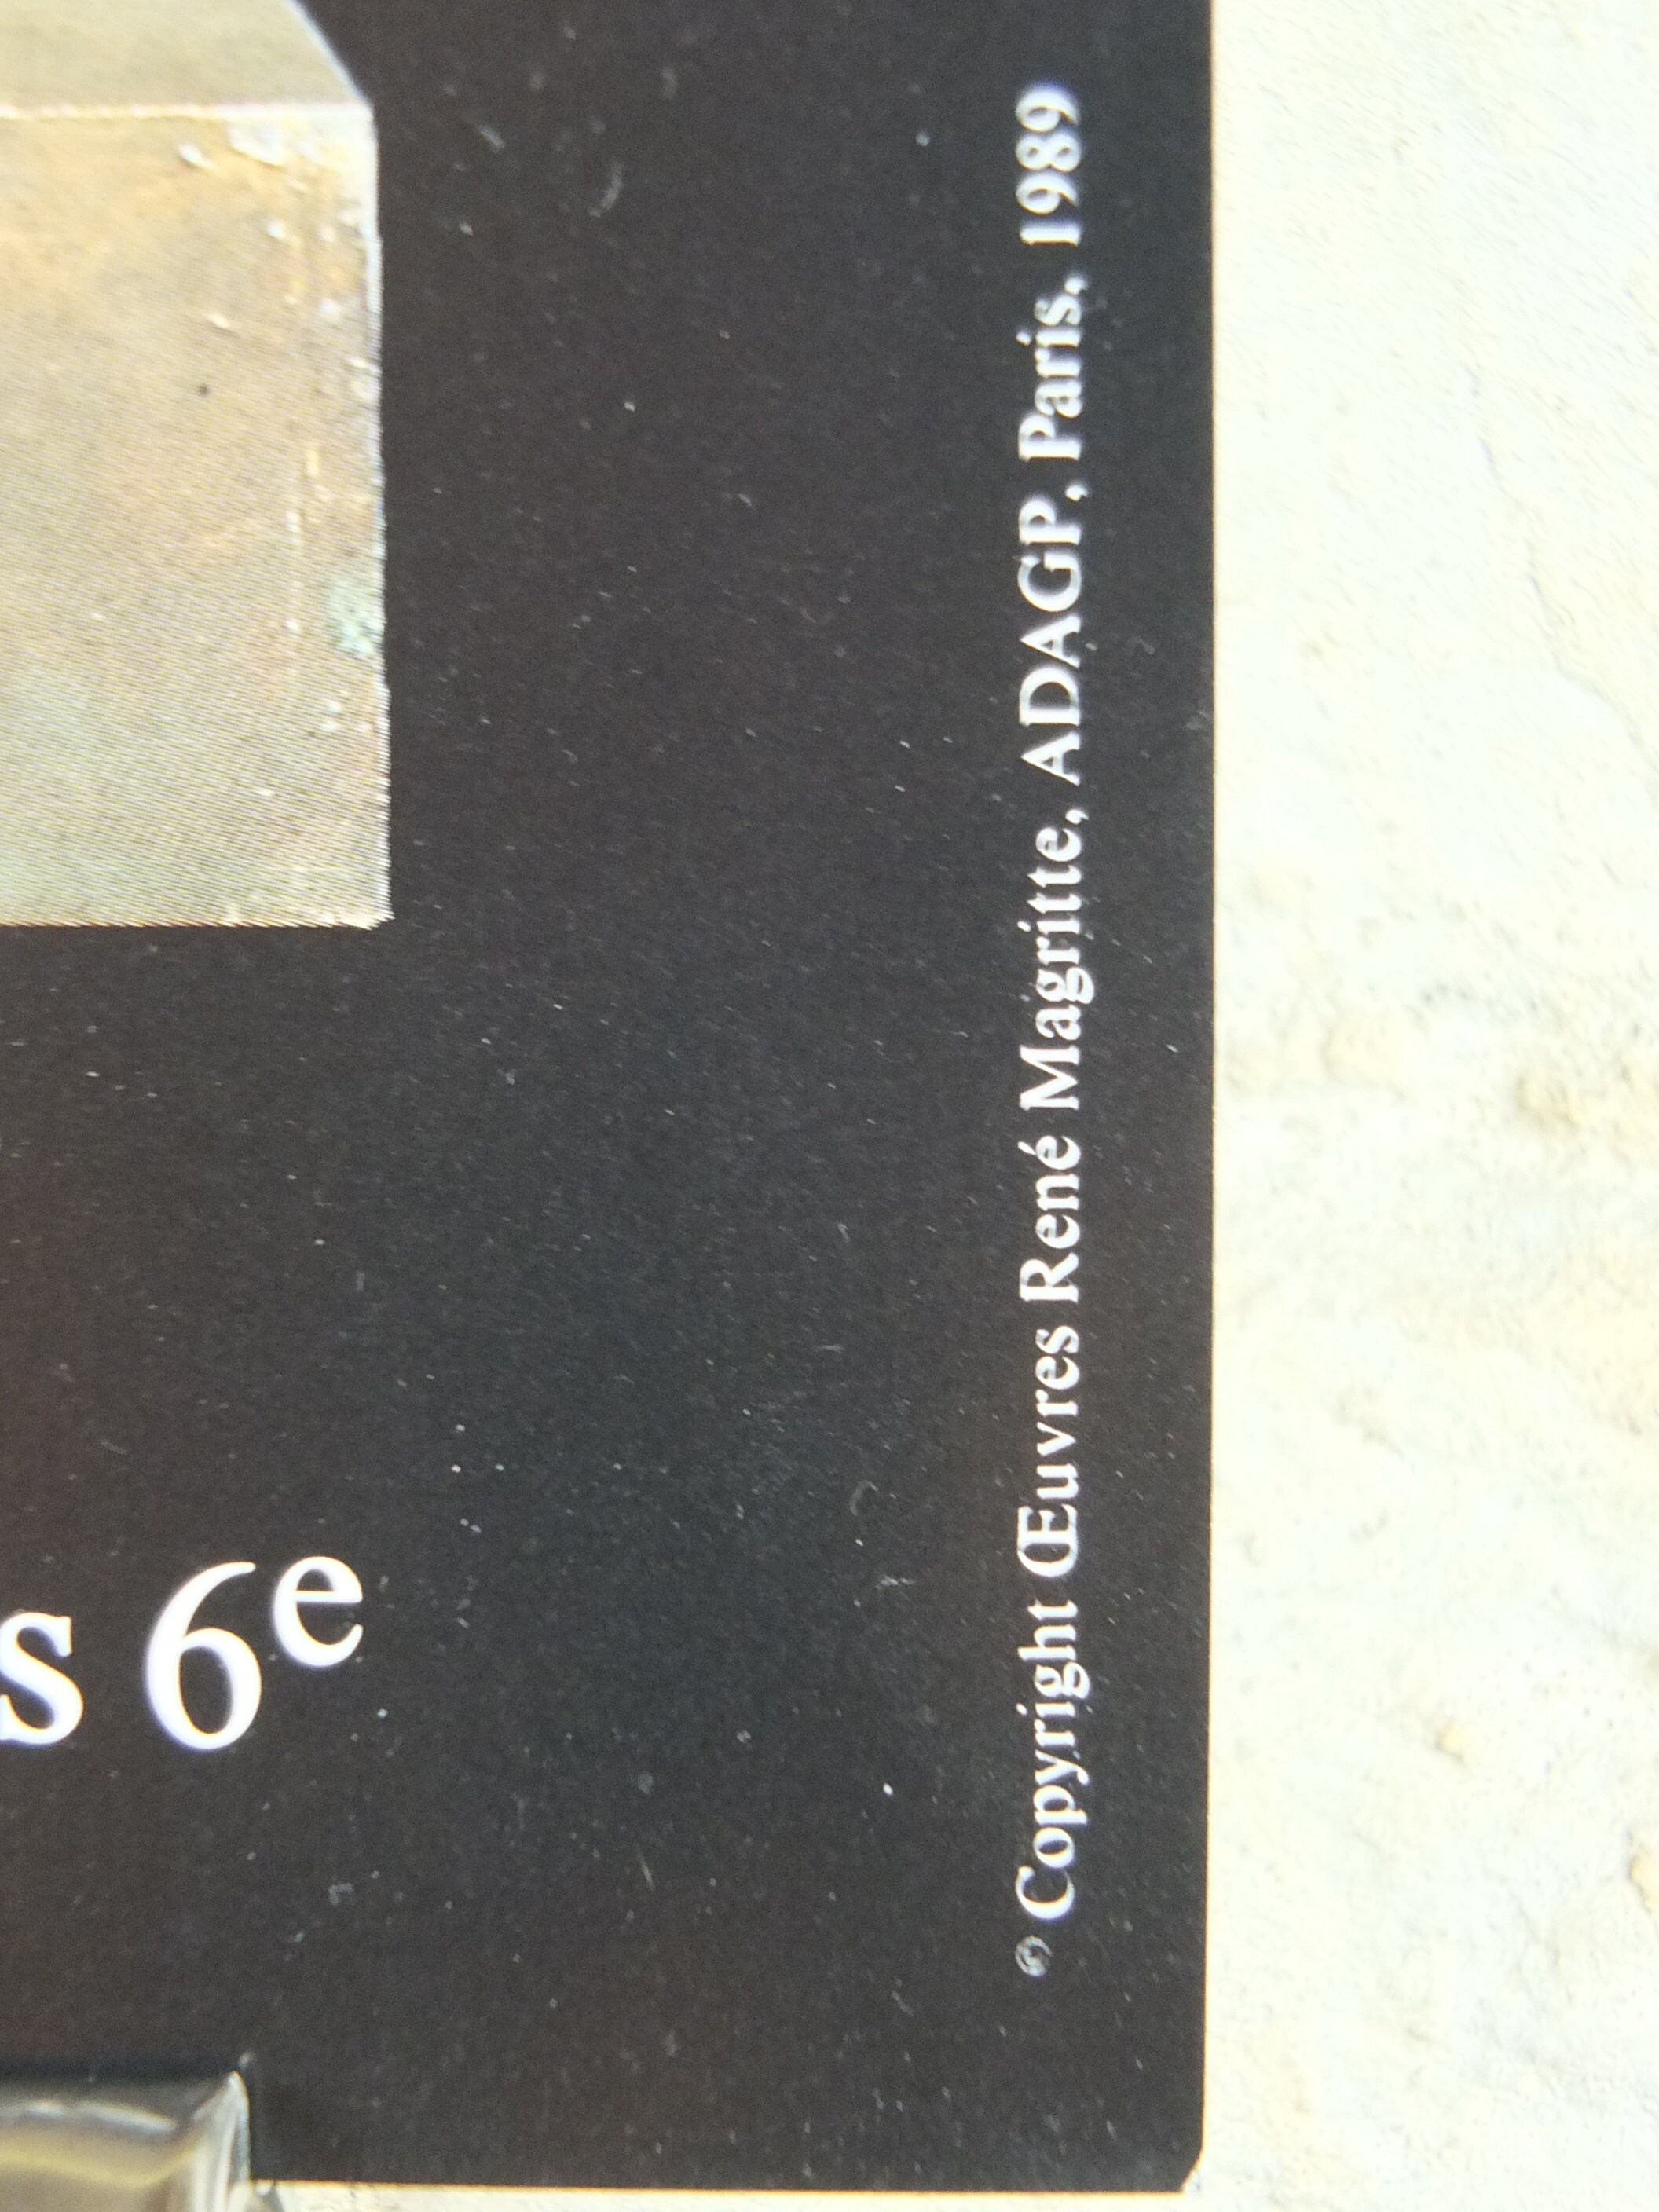 s 6e
© Copyright Œuvres René Magritte, ADAGP, Paris, 1989